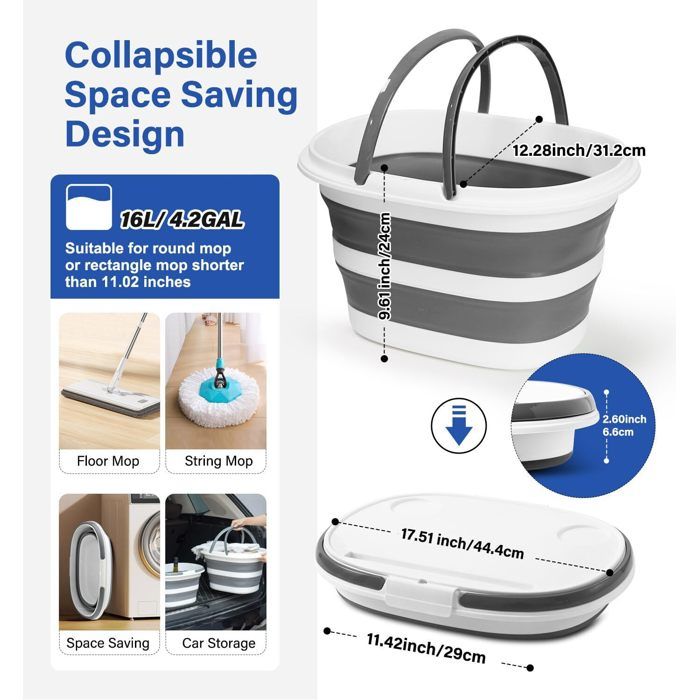 Collapsible
Space Saving
Design
16L/ 4.2GAL
Suitable for round mop
or rectangle mop shorter
than 11.02 inches
Floor Mop
String Mop
Space Saving
Car Storage
12.28inch/31.2cm
9.61 inch/24cm
2.60inch
6.6cm
17.51 inch/44.4cm
11.42inch/29cm